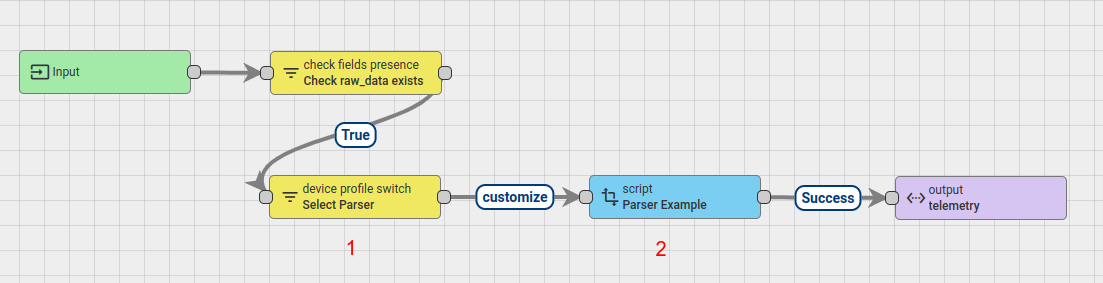 Input
check fields presence
Check raw_data exists
True
device profile switch
Select Parser
customize
script
Parser Example
Success
output
telemetry
1
2